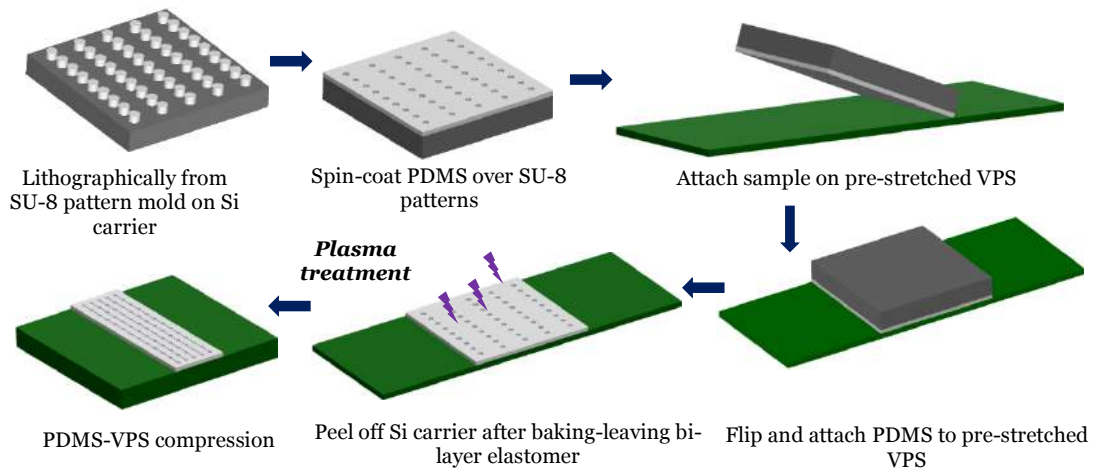 Lithographically from
SU-8 pattern mold on Si
carrier
Spin-coat PDMS over SU-8
patterns
Attach sample on pre-stretched VPS
Flip and attach PDMS to pre-stretched
VPS
Plasma
treatment
Peel off Si carrier after baking-leaving bi-
layer elastomer
PDMS-VPS compression